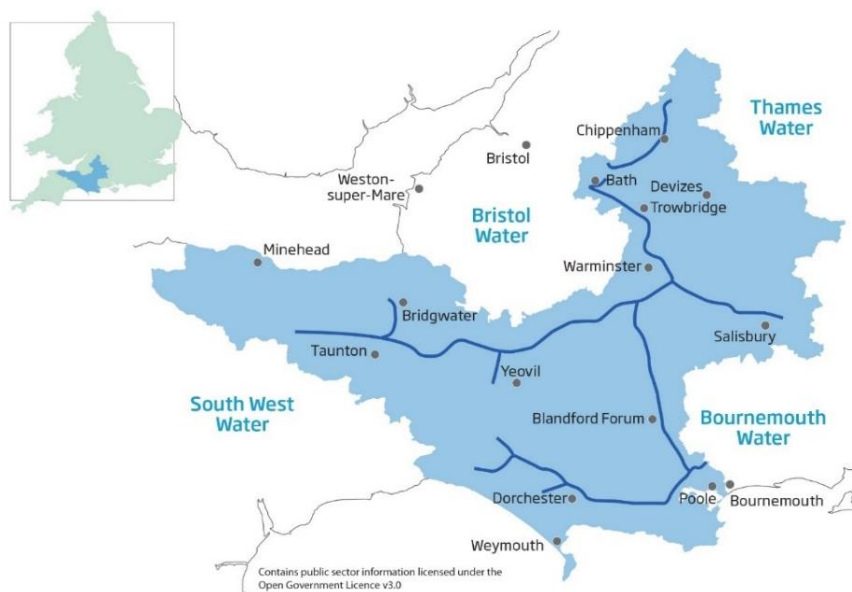 Thames
Water
Chippenham
Bristol
Bath
Devizes
Trowbridge
Weston-
super-Mare
Bristol
Water
Minehead
Warminster
Bridgwater
Salisbury
Taunton
Yeovil
South West
Water
Blandford Forum
Bournemouth
Water
Dorchester
Poole
Bournemouth
Weymouth
Contains public sector information licensed under the
Open Government Licence v3.0